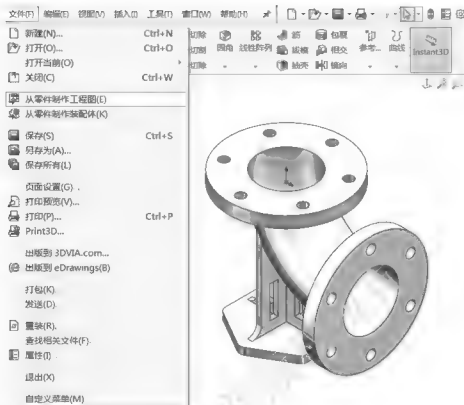 文件(F) 编辑(E) 视图(V) 插入(I) 工具(T) 窗口(W) 帮助(H)
新建(N)... Ctrl+N
打开(O)... Ctrl+O
打开当前(O)
关闭(C) Ctrl+W
从零件制作工程图(E)
从零件制作装配体(K)
保存(S) Ctrl+S
另存为(A)...
保存所有(L)
页面设置(G)...
打印预览(V)...
打印(P)... Ctrl+P
Print3D...
出版到 3DVIA.com...
出版到 eDrawings(B)
打包(K)
发送(D)
重装(R)...
查找相关文件(F)
属性(I)
退出(X)
自定义菜单(M)
切除 圆角 线性阵列 筋 包覆 参考... 曲线 Instant3D
切割 拔模 相交
切除 抽壳 镜向